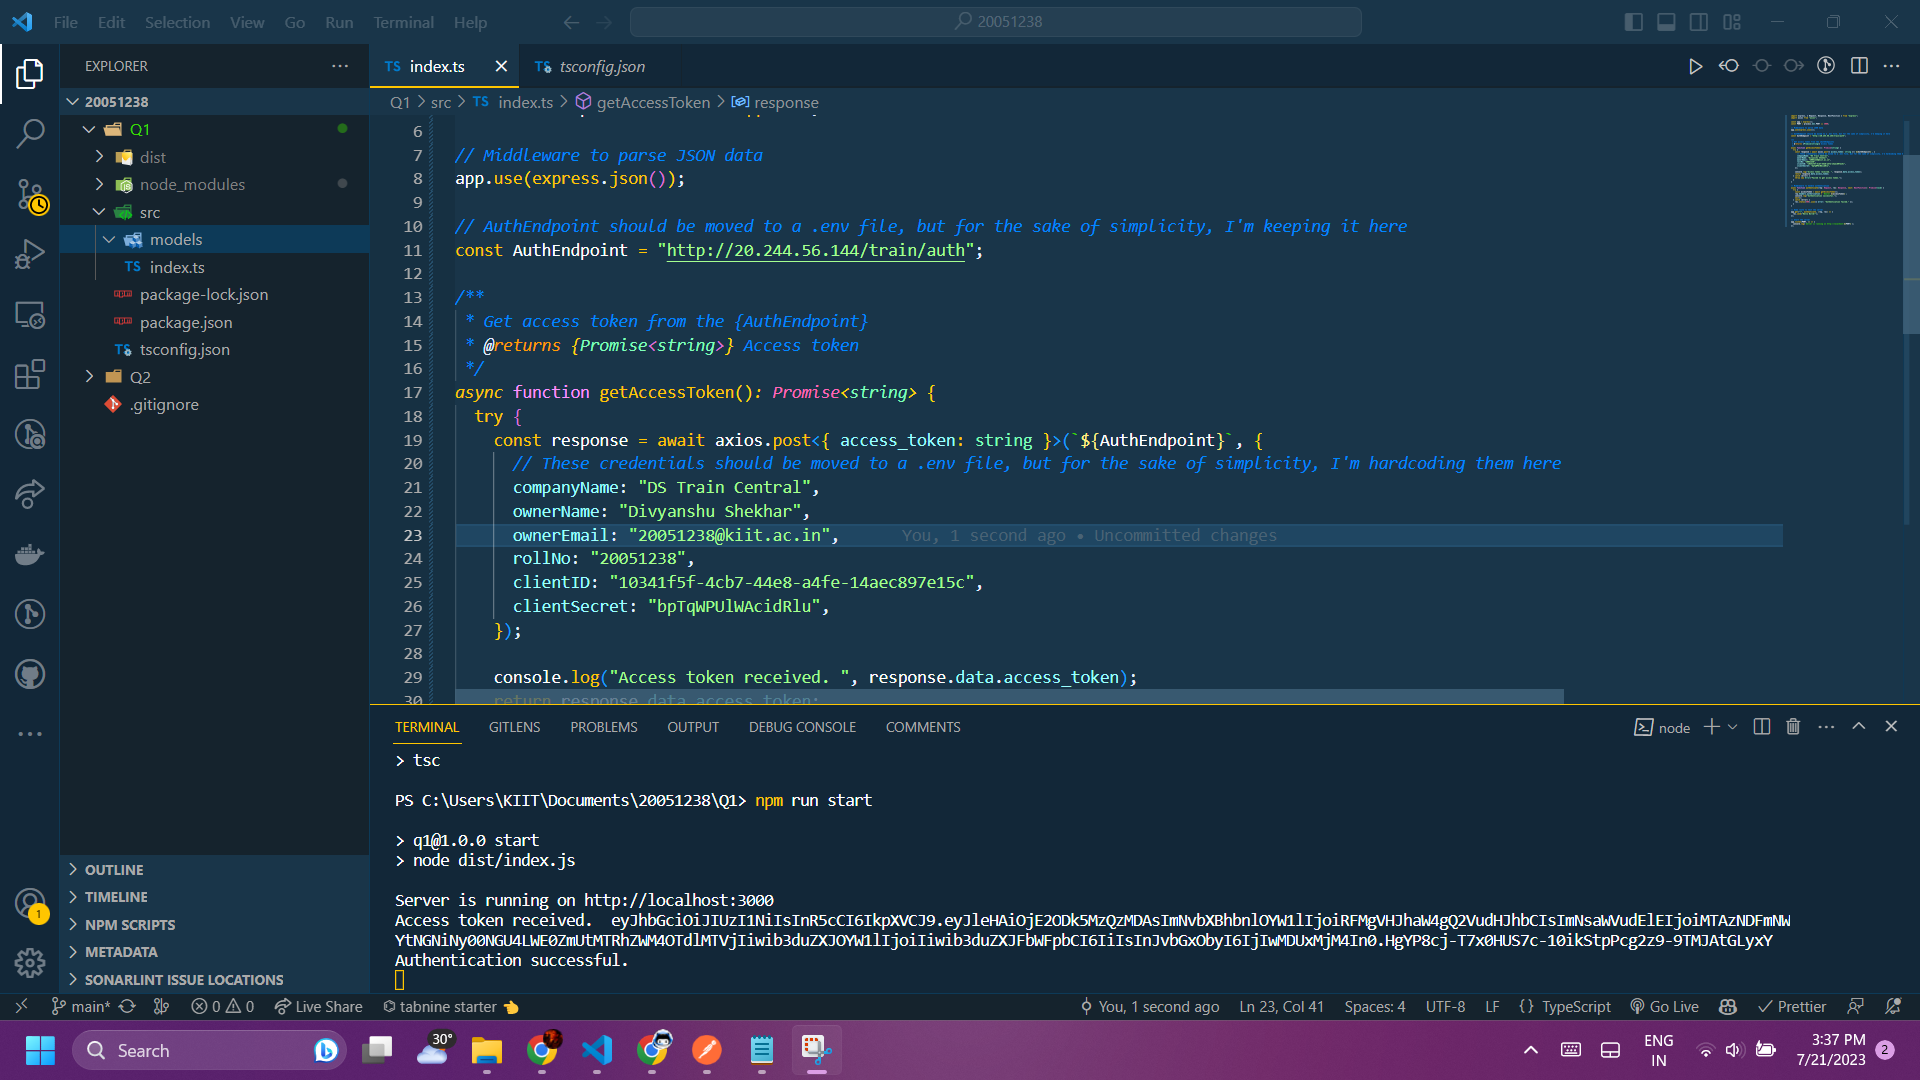 File Edit Selection View Go Run Terminal Help
20051238
EXPLORER
20051238
Q1
dist
node_modules
src
models
TS index.ts
package-lock.json
package.json
TS tsconfig.json
Q2
.gitignore
OUTLINE
TIMELINE
NPM SCRIPTS
METADATA
SONARLINT ISSUE LOCATIONS
TS index.ts
TS tsconfig.json
Q1 > src > TS index.ts > getAccessToken > response
6
7 // Middleware to parse JSON data
8 app.use(express.json());
9
10 // AuthEndpoint should be moved to a .env file, but for the sake of simplicity, I'm keeping it here
11 const AuthEndpoint = "http://20.244.56.144/train/auth";
12
13 /**
14 * Get access token from the {AuthEndpoint}
15 * @returns {Promise<string>} Access token
16 */
17 async function getAccessToken(): Promise<string> {
18 try {
19 const response = await axios.post<{ access_token: string }>(`${AuthEndpoint}`, {
20 // These credentials should be moved to a .env file, but for the sake of simplicity, I'm hardcoding them here
21 companyName: "DS Train Central",
22 ownerName: "Divyanshu Shekhar",
23 ownerEmail: "20051238@kiit.ac.in", You, 1 second ago • Uncommitted changes
24 rollNo: "20051238",
25 clientID: "10341f5f-4cb7-44e8-a4fe-14aec897e15c",
26 clientSecret: "bpTqWPUlWAcidRlu",
27 });
28
29 console.log("Access token received. ", response.data.access_token);
30 return response.data.access_token;
TERMINAL GITLENS PROBLEMS OUTPUT DEBUG CONSOLE COMMENTS
node
> tsc
PS C:\Users\KIIT\Documents\20051238\Q1> npm run start
> q1@1.0.0 start
> node dist/index.js
Server is running on http://localhost:3000
Access token received. eyJhbGciOiJIUzI1NiIsInR5cCI6IkpXVCJ9.eyJleHAiOjE2ODk5MzQzMDAsImNvbXBhbnlOYW1lIjoiRFMgVHJhaW4gQ2VudHJhbCIsImNsaWVudElEIjoiMTAzNDFmNW
YtNGNiNy00NGU4LWE0ZmUtMTRhZWM4OTdlMTVjIiwib3duZXJOYW1lIjoiIiwib3duZXJFbWFpbCI6IiIsInJvbGxObyI6IjIwMDUxMjM4In0.HgYP8cj-T7x0HUS7c-10ikStpPcg2z9-9TMJAtGLyxY
Authentication successful.
1
main* 0 0 Live Share tabnine starter You, 1 second ago Ln 23, Col 41 Spaces: 4 UTF-8 LF {} TypeScript Go Live Prettier
Search
30°
ENG
IN
3:37 PM
7/21/2023
2